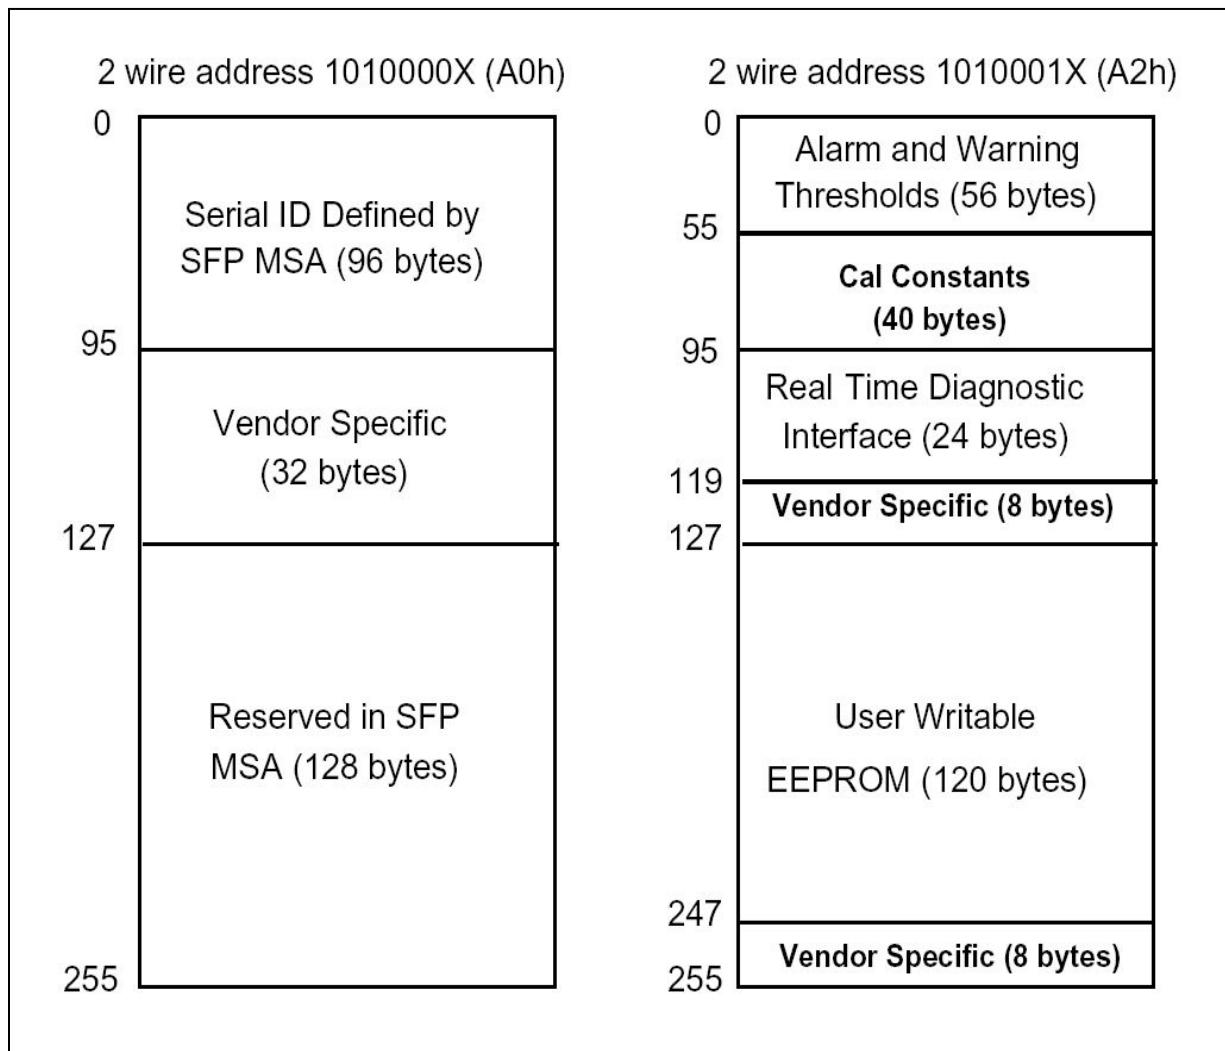 2 wire address 1010000X (A0h)
0
Serial ID Defined by
SFP MSA (96 bytes)
95
Vendor Specific
(32 bytes)
127
Reserved in SFP
MSA (128 bytes)
255
2 wire address 1010001X (A2h)
0
Alarm and Warning
Thresholds (56 bytes)
55
Cal Constants
(40 bytes)
95
Real Time Diagnostic
Interface (24 bytes)
119
Vendor Specific (8 bytes)
127
User Writable
EEPROM (120 bytes)
247
Vendor Specific (8 bytes)
255